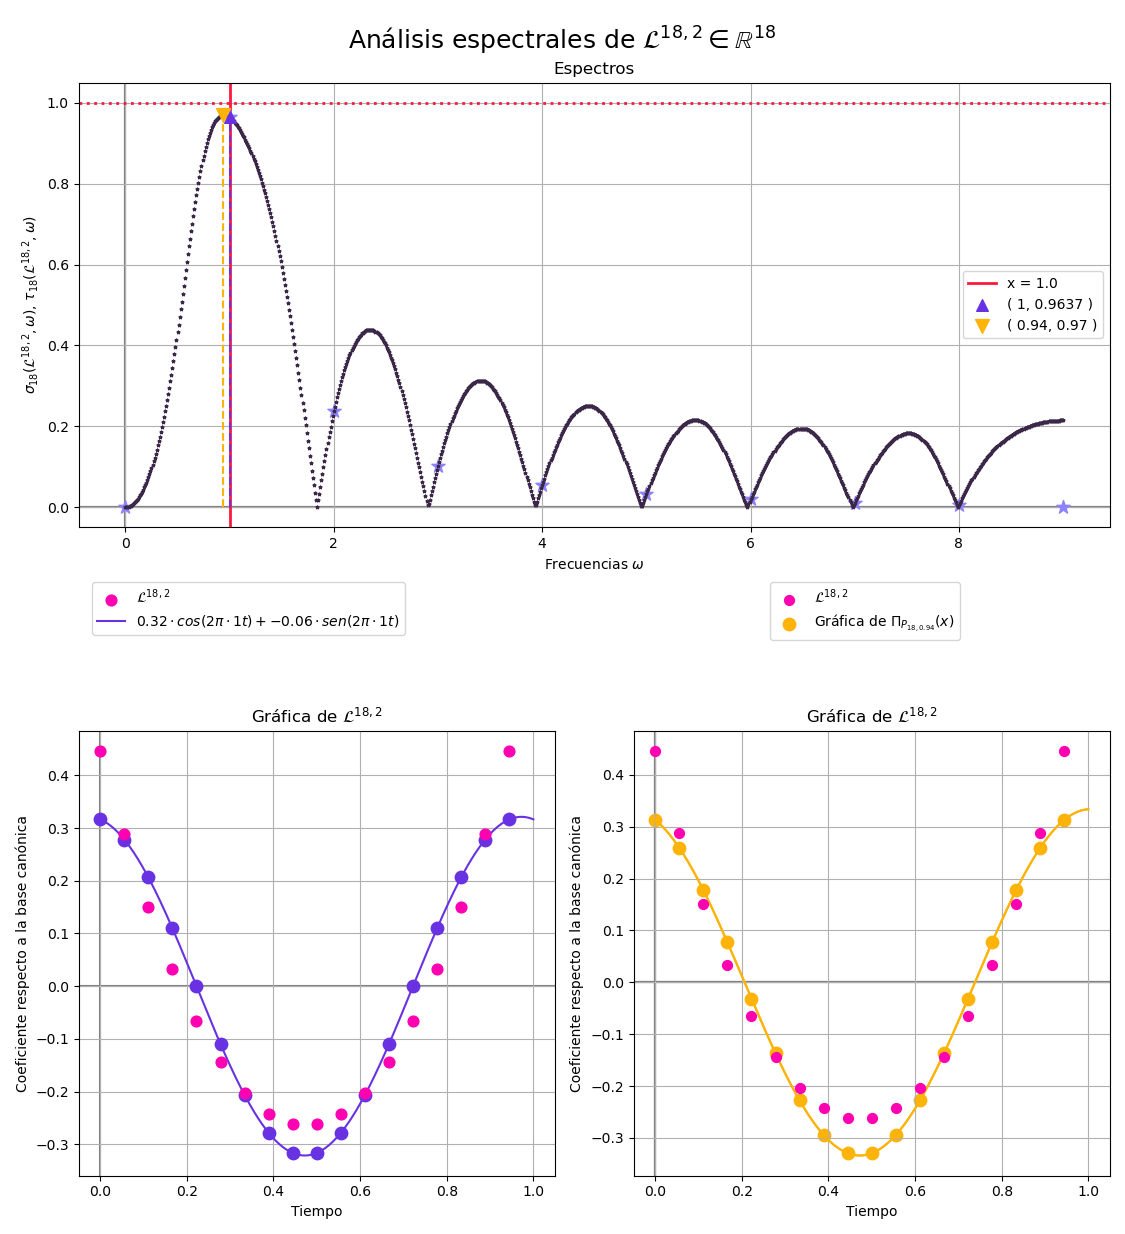 Análisis espectrales de 𝓛^{18,2} ∈ ℝ^{18}
Espectros
1.0
0.8
0.6
0.4
0.2
0.0
σ_{18}(𝓛^{18,2}, ω), τ_{18}(𝓛^{18,2}, ω)
x = 1.0
( 1, 0.9637 )
( 0.94, 0.97 )
0 2 4 6 8
Frecuencias ω
𝓛^{18,2}
0.32 · cos(2π · 1t) + −0.06 · sen(2π · 1t)
𝓛^{18,2}
Gráfica de Π_{P_{18,0.94}}(x)
Gráfica de 𝓛^{18,2}
0.4
0.3
0.2
0.1
0.0
−0.1
−0.2
−0.3
Coeficiente respecto a la base canónica
0.0 0.2 0.4 0.6 0.8 1.0
Tiempo
Gráfica de 𝓛^{18,2}
0.4
0.3
0.2
0.1
0.0
−0.1
−0.2
−0.3
Coeficiente respecto a la base canónica
0.0 0.2 0.4 0.6 0.8 1.0
Tiempo